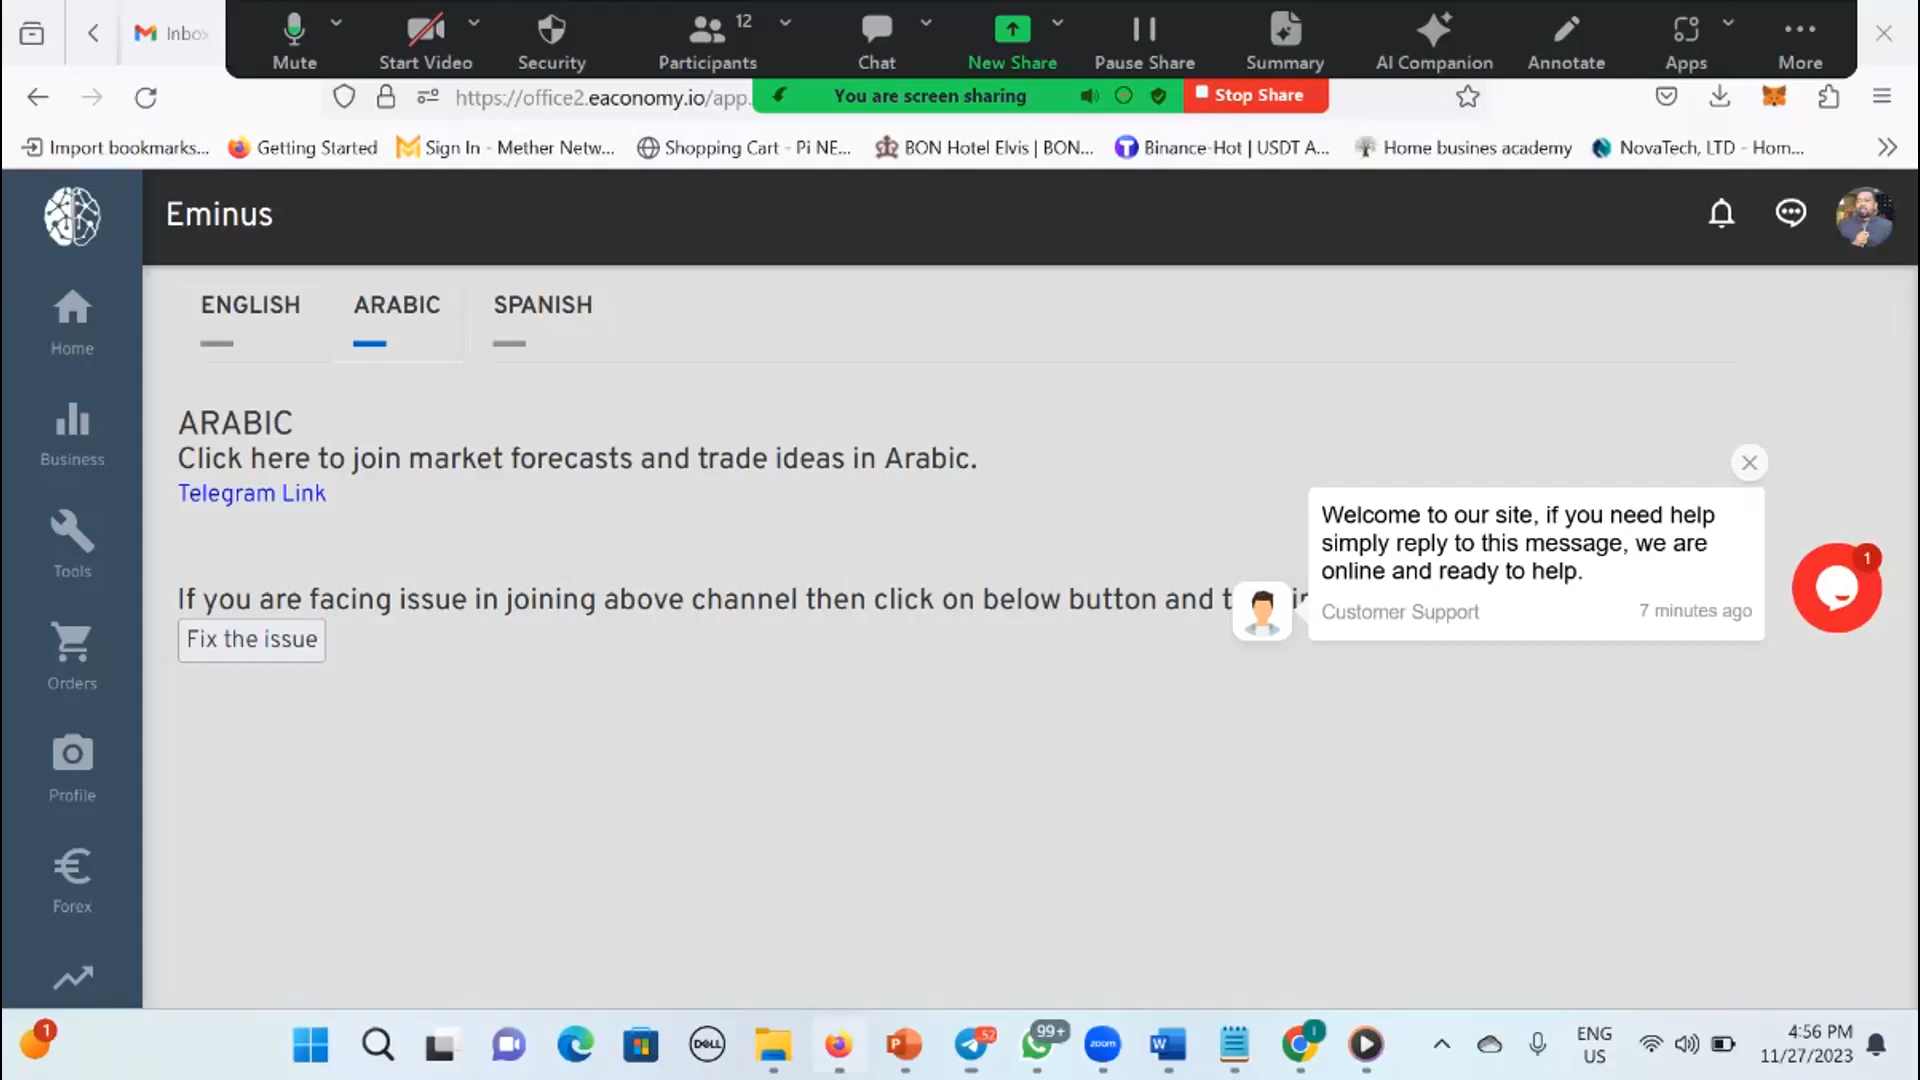 Inbox
Mute
Start Video
Security
12
Participants
Chat
New Share
Pause Share
Summary
AI Companion
Annotate
Apps
More
https://office2.eaconomy.io/app.
You are screen sharing
Stop Share
Import bookmarks...
Getting Started
Sign In - Mether Netw...
Shopping Cart - Pi NE...
BON Hotel Elvis | BON...
Binance-Hot | USDT A...
Home busines academy
NovaTech, LTD - Hom...
Eminus
Home
Business
Tools
Orders
Profile
Forex
ENGLISH
ARABIC
SPANISH
ARABIC
Click here to join market forecasts and trade ideas in Arabic.
Telegram Link
If you are facing issue in joining above channel then click on below button and
Fix the issue
Welcome to our site, if you need help
simply reply to this message, we are
online and ready to help.
Customer Support
7 minutes ago
1
1
DELL
P
52
99+
zoom
W
ENG
US
4:56 PM
11/27/2023